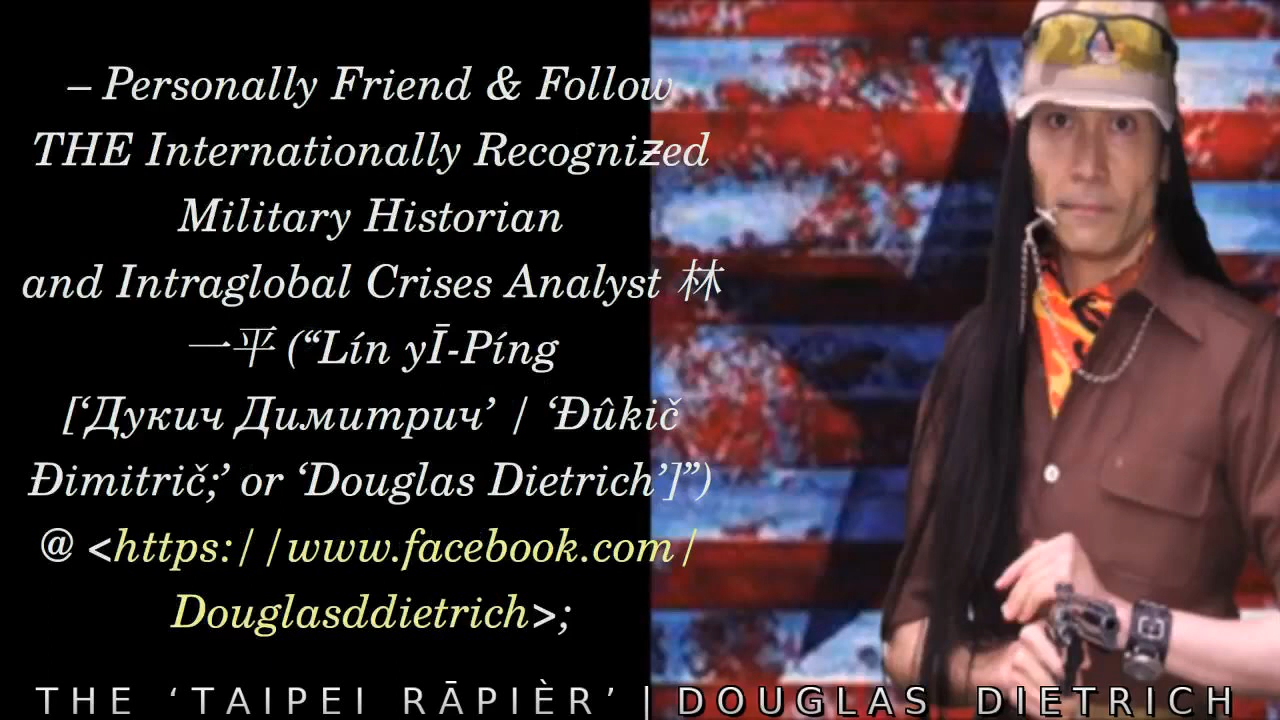 – Personally Friend & Follow
THE Internationally Recogniƶed
Military Historian
and Intraglobal Crises Analyst 林
一平 (“Lín yĪ-Píng
[‘Дукич Димитрич’ / ‘Đûkič
Đimitrič;’ or ‘Douglas Dietrich’]”)
@ <https://www.facebook.com/
Douglasddietrich>;
THE ‘TAIPEI RĀPIÈR’ | DOUGLAS DIETRICH